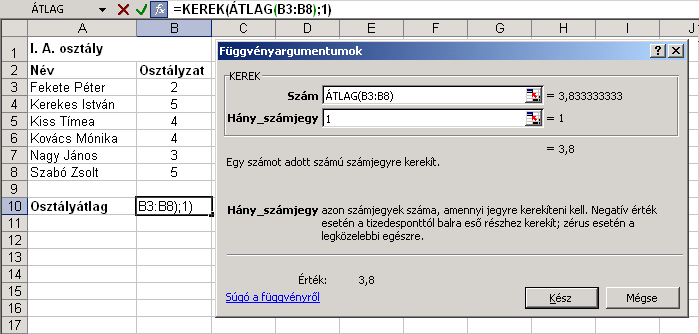 ÁTLAG =KEREK(ÁTLAG(B3:B8);1)
A B C D E F G H I J
1 I. A. osztály
2 Név Osztályzat
3 Fekete Péter 2
4 Kerekes István 5
5 Kiss Tímea 4
6 Kovács Mónika 4
7 Nagy János 3
8 Szabó Zsolt 5
9
10 Osztályátlag B3:B8);1)
11
12
13
14
15
16
17
Függvényargumentumok
KEREK
Szám ÁTLAG(B3:B8) = 3,833333333
Hány_számjegy 1 = 1
= 3,8
Egy számot adott számú számjegyre kerekít.
Hány_számjegy azon számjegyek száma, amennyi jegyre kerekíteni kell. Negatív érték
esetén a tizedesponttól balra eső részhez kerekít; zérus esetén a
legközelebbi egészre.
Érték: 3,8
Súgó a függvényről
Kész Mégse